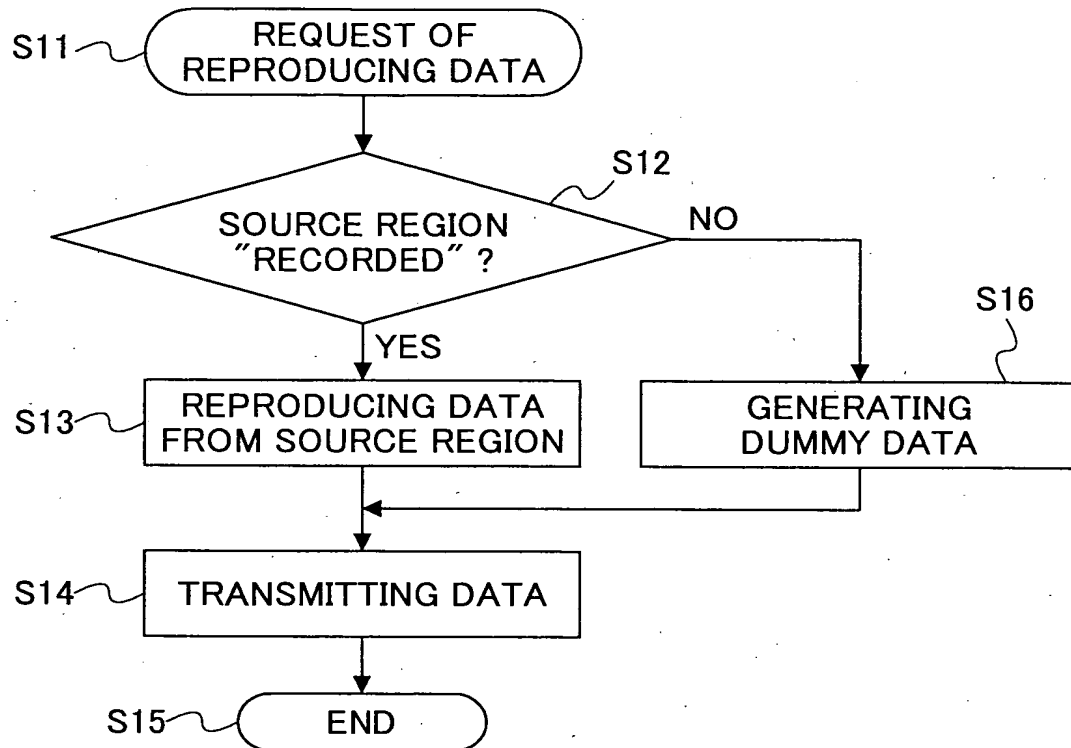 S11
REQUEST OF
REPRODUCING DATA
S12
SOURCE REGION
"RECORDED" ?
NO
YES
S16
S13
REPRODUCING DATA
FROM SOURCE REGION
GENERATING
DUMMY DATA
S14
TRANSMITTING DATA
S15
END